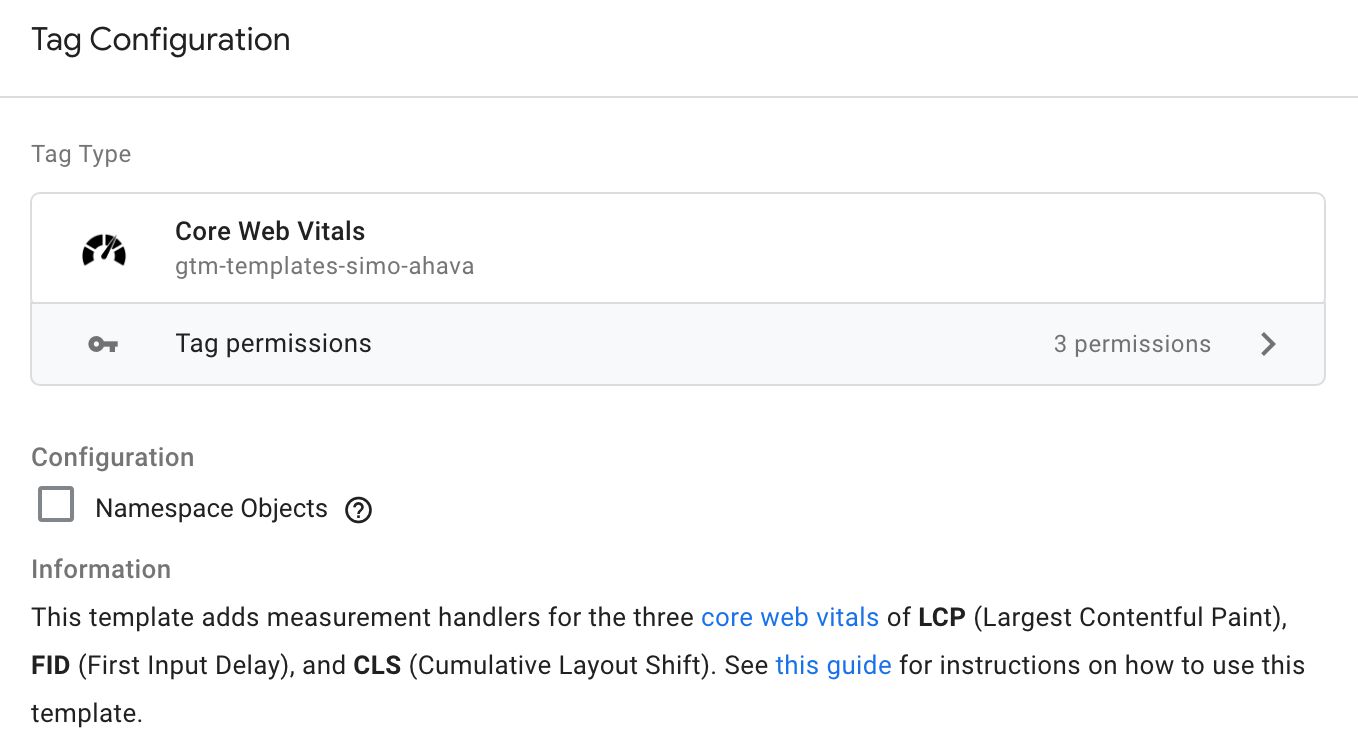 Tag Configuration
Tag Type
Core Web Vitals
gtm-templates-simo-ahava
Tag permissions
3 permissions
Configuration
Namespace Objects
Information
This template adds measurement handlers for the three core web vitals of LCP (Largest Contentful Paint),
FID (First Input Delay), and CLS (Cumulative Layout Shift). See this guide for instructions on how to use this
template.